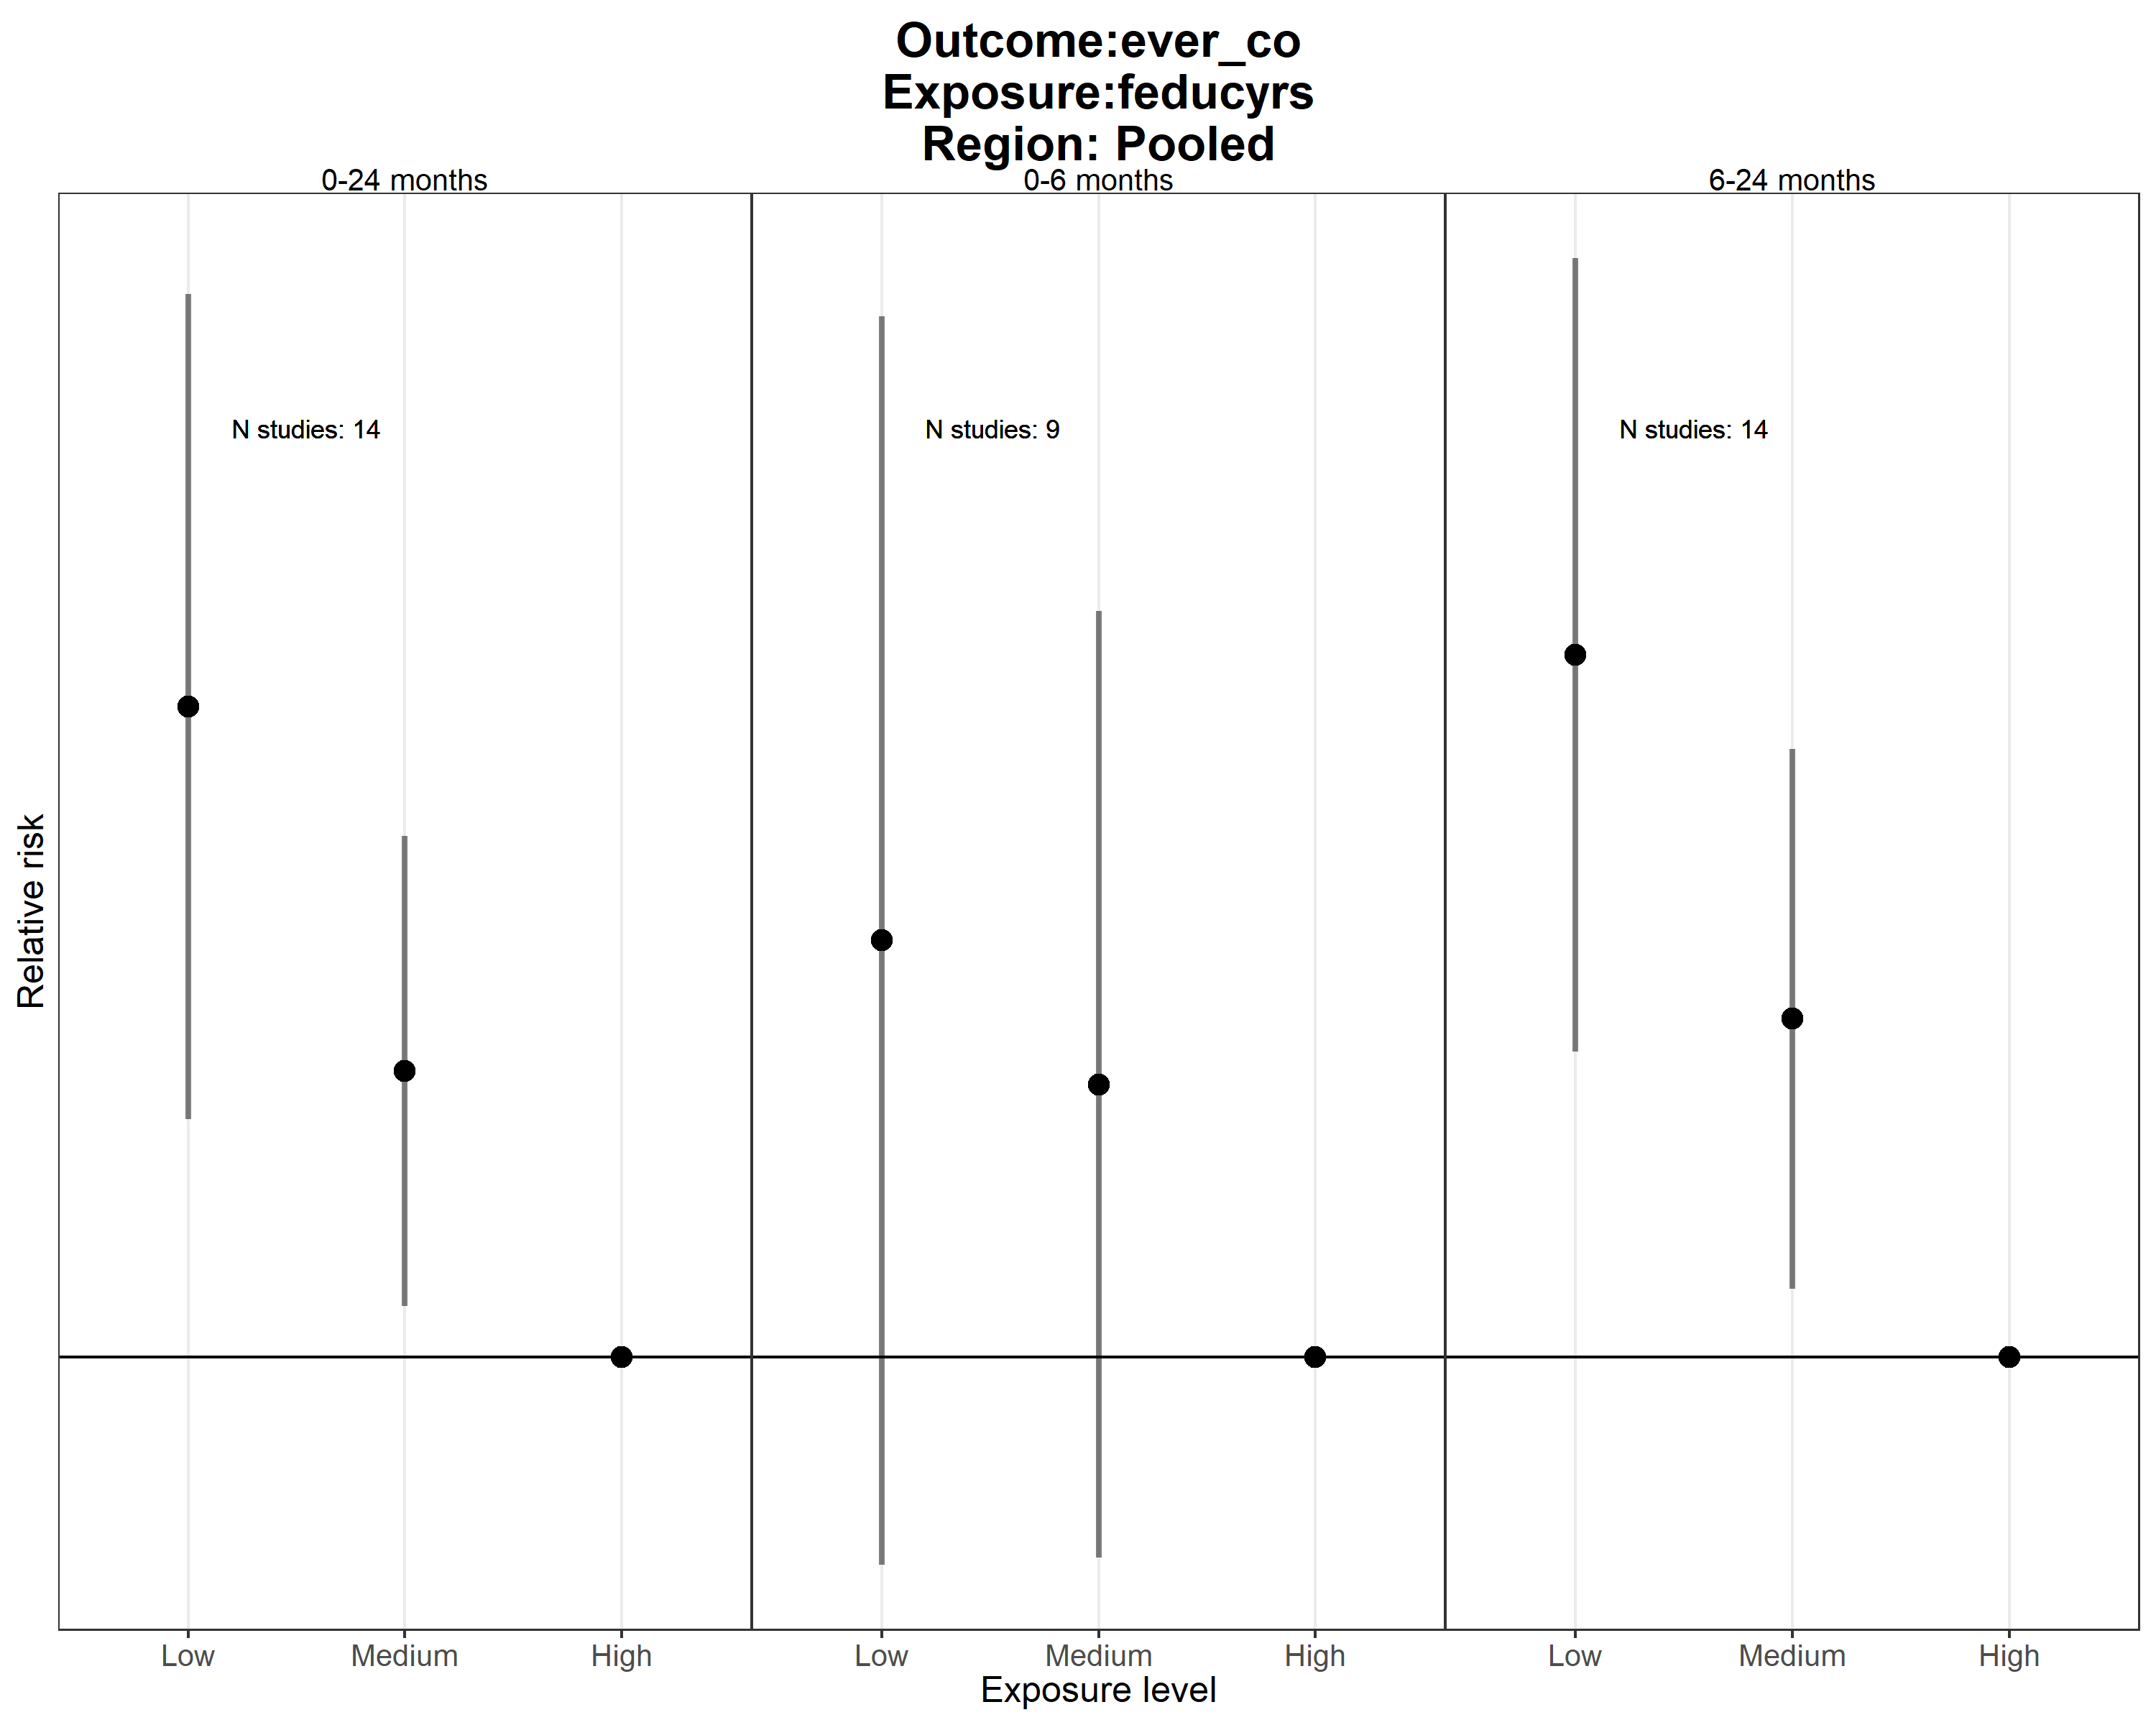 Outcome:ever_co
Exposure:feducyrs
Region: Pooled
0-24 months
0-6 months
6-24 months
N studies: 14
N studies: 9
N studies: 14
Relative risk
Low
Medium
High
Low
Medium
High
Low
Medium
High
Exposure level